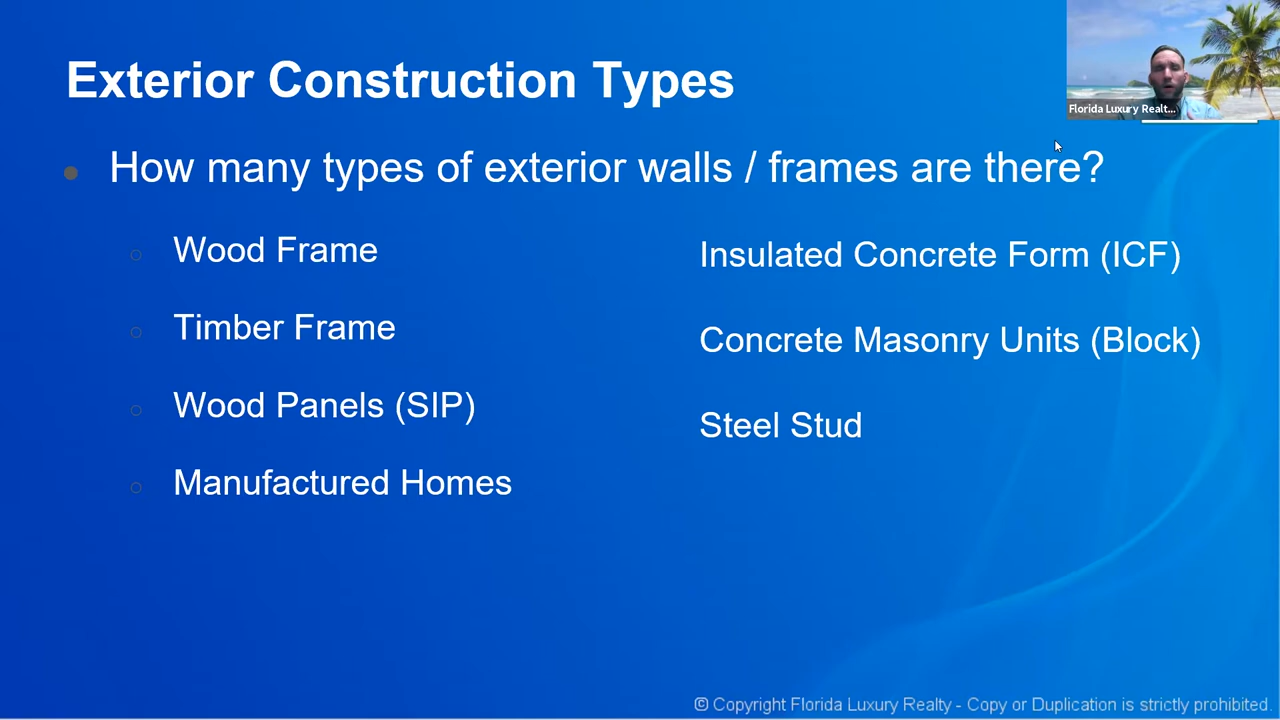 Exterior Construction Types
Florida Luxury Realt...
How many types of exterior walls / frames are there?
Wood Frame
Timber Frame
Wood Panels (SIP)
Manufactured Homes
Insulated Concrete Form (ICF)
Concrete Masonry Units (Block)
Steel Stud
© Copyright Florida Luxury Realty - Copy or Duplication is strictly prohibited.